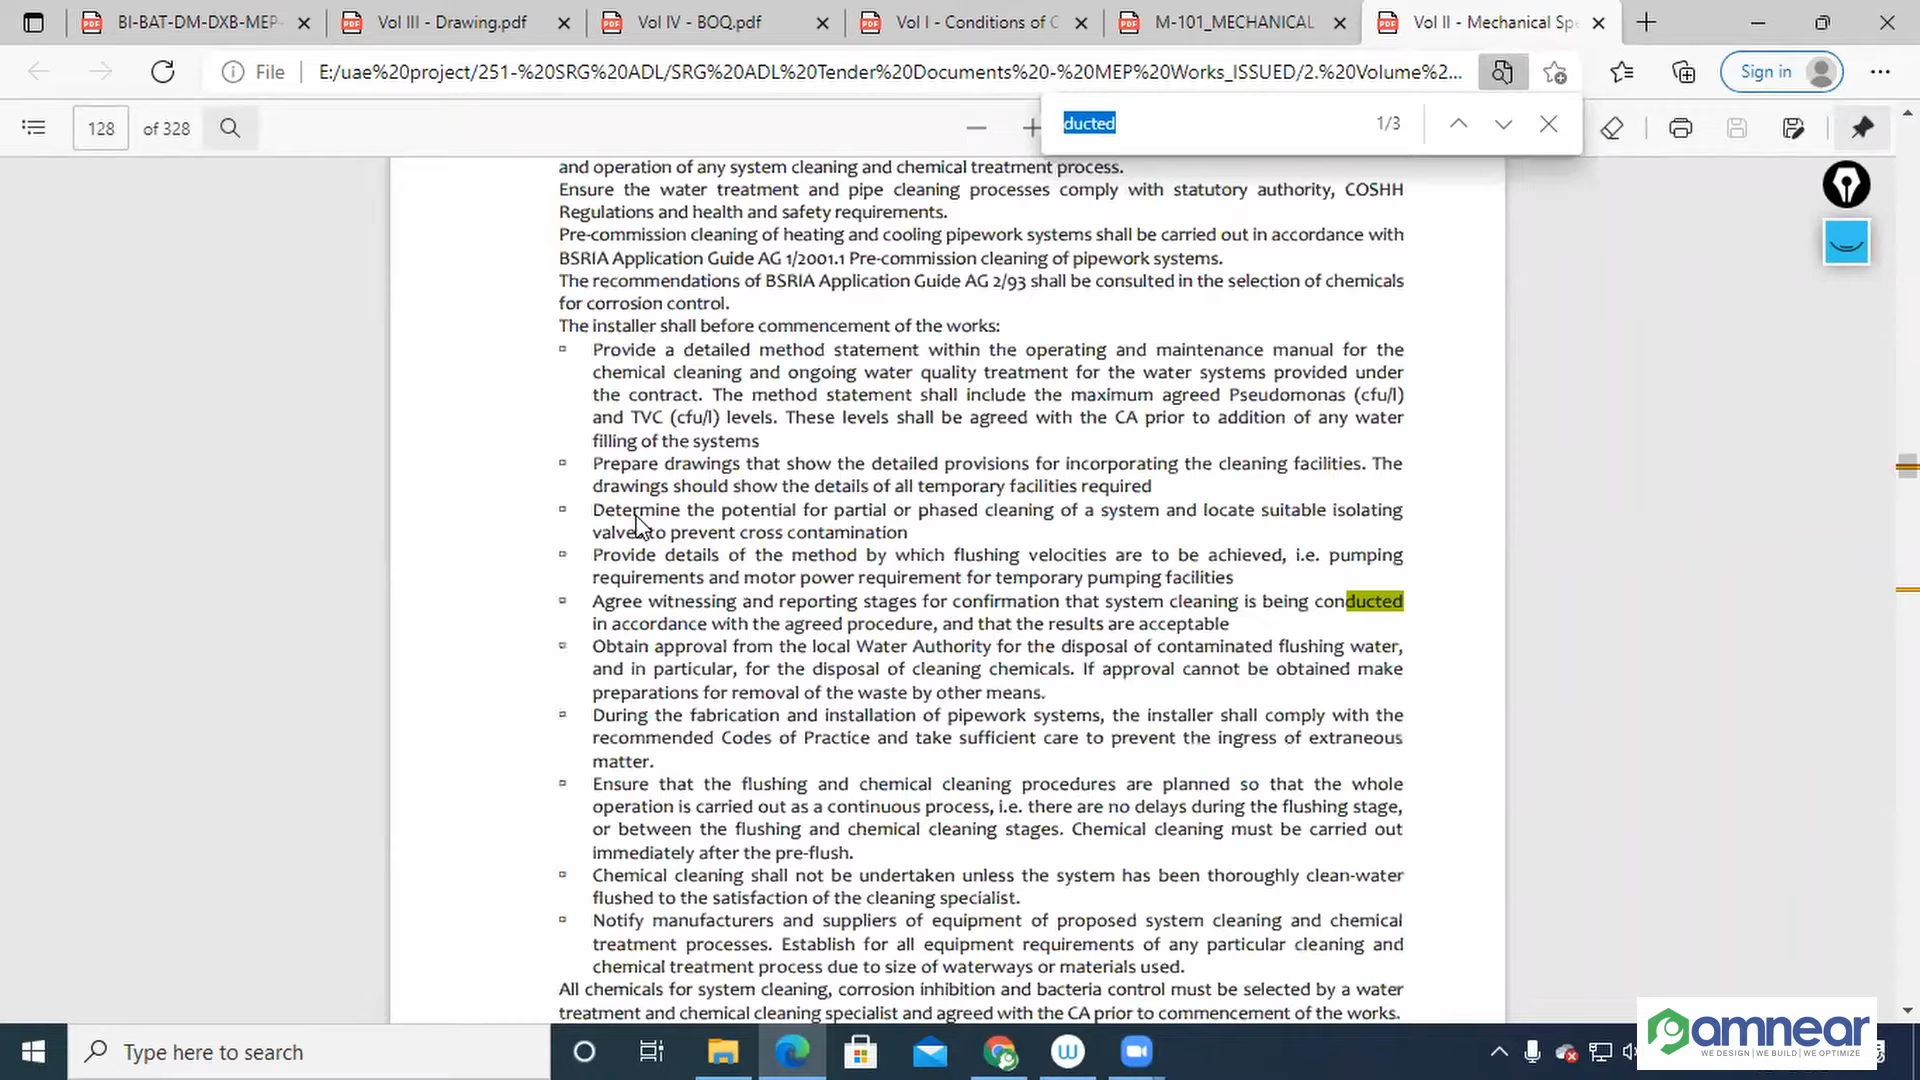 BI-BAT-DM-DXB-MEP-
Vol III - Drawing.pdf
Vol IV - BOQ.pdf
Vol I - Conditions of C
M-101_MECHANICAL
Vol II - Mechanical Spe
File
E:/uae%20project/251-%20SRG%20ADL/SRG%20ADL%20Tender%20Documents%20-%20MEP%20Works_ISSUED/2.%20Volume%2...
Sign in
128 of 328
ducted
1/3
and operation of any system cleaning and chemical treatment process.
Ensure the water treatment and pipe cleaning processes comply with statutory authority, COSHH
Regulations and health and safety requirements.
Pre-commission cleaning of heating and cooling pipework systems shall be carried out in accordance with
BSRIA Application Guide AG 1/2001.1 Pre-commission cleaning of pipework systems.
The recommendations of BSRIA Application Guide AG 2/93 shall be consulted in the selection of chemicals
for corrosion control.
The installer shall before commencement of the works:
Provide a detailed method statement within the operating and maintenance manual for the
chemical cleaning and ongoing water quality treatment for the water systems provided under
the contract. The method statement shall include the maximum agreed Pseudomonas (cfu/l)
and TVC (cfu/l) levels. These levels shall be agreed with the CA prior to addition of any water
filling of the systems
Prepare drawings that show the detailed provisions for incorporating the cleaning facilities. The
drawings should show the details of all temporary facilities required
Determine the potential for partial or phased cleaning of a system and locate suitable isolating
valve to prevent cross contamination
Provide details of the method by which flushing velocities are to be achieved, i.e. pumping
requirements and motor power requirement for temporary pumping facilities
Agree witnessing and reporting stages for confirmation that system cleaning is being conducted
in accordance with the agreed procedure, and that the results are acceptable
Obtain approval from the local Water Authority for the disposal of contaminated flushing water,
and in particular, for the disposal of cleaning chemicals. If approval cannot be obtained make
preparations for removal of the waste by other means.
During the fabrication and installation of pipework systems, the installer shall comply with the
recommended Codes of Practice and take sufficient care to prevent the ingress of extraneous
matter.
Ensure that the flushing and chemical cleaning procedures are planned so that the whole
operation is carried out as a continuous process, i.e. there are no delays during the flushing stage,
or between the flushing and chemical cleaning stages. Chemical cleaning must be carried out
immediately after the pre-flush.
Chemical cleaning shall not be undertaken unless the system has been thoroughly clean-water
flushed to the satisfaction of the cleaning specialist.
Notify manufacturers and suppliers of equipment of proposed system cleaning and chemical
treatment processes. Establish for all equipment requirements of any particular cleaning and
chemical treatment process due to size of waterways or materials used.
All chemicals for system cleaning, corrosion inhibition and bacteria control must be selected by a water
treatment and chemical cleaning specialist and agreed with the CA prior to commencement of the works.
Type here to search
amnear
WE DESIGN | WE BUILD | WE OPTIMIZE